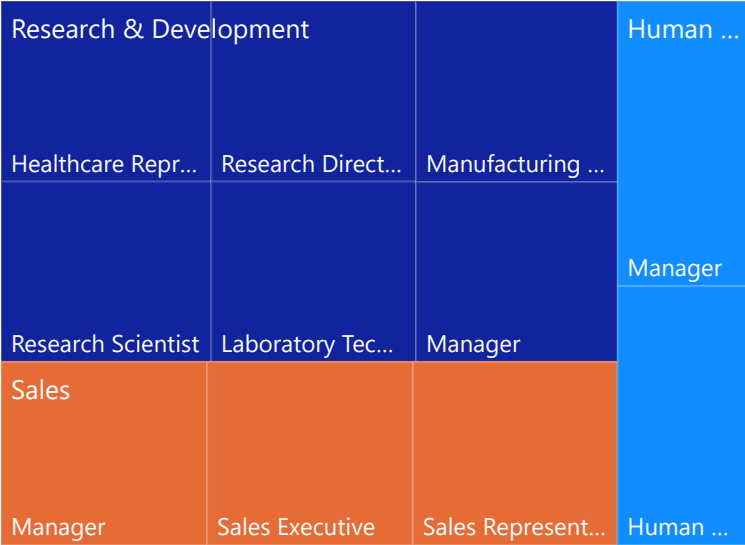 Research & Development
Human ...
Healthcare Repr...
Research Direct...
Manufacturing ...
Manager
Research Scientist
Laboratory Tec...
Manager
Sales
Manager
Sales Executive
Sales Represent...
Human ...